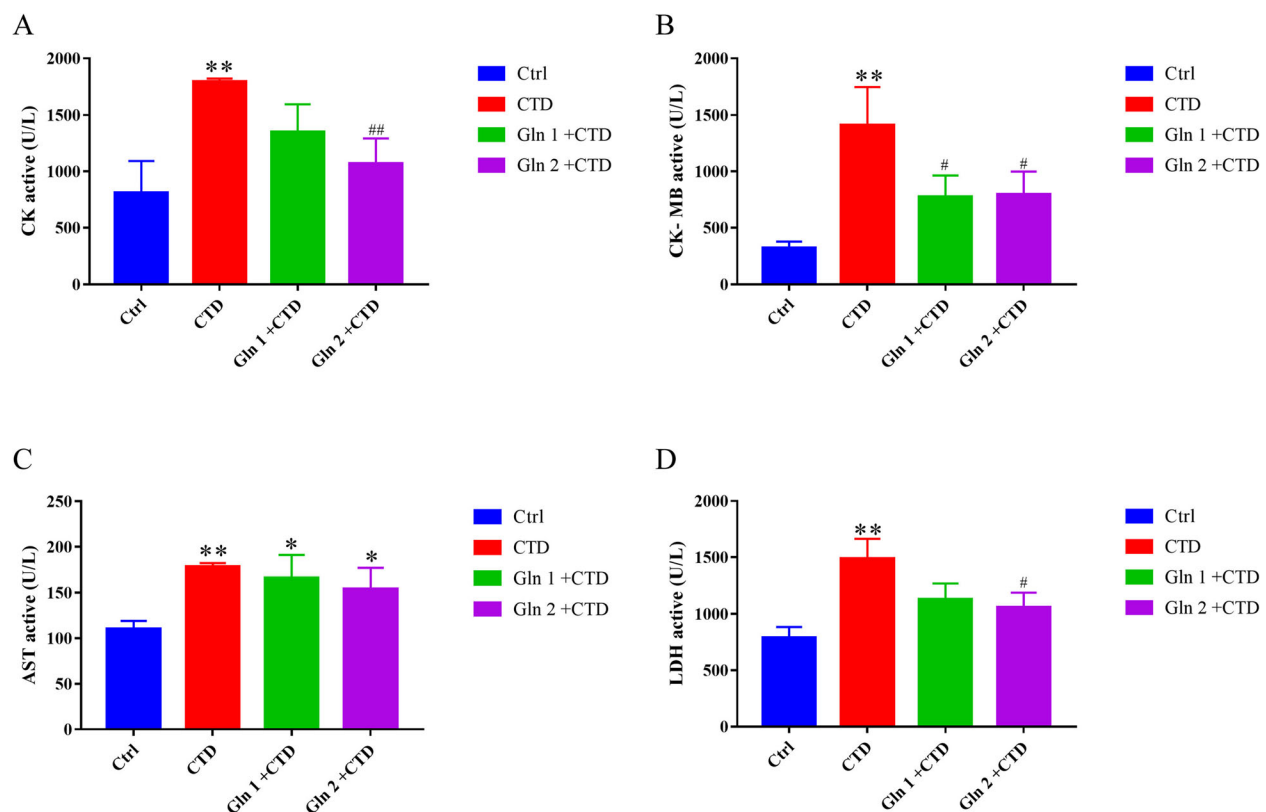 A
CK active (U/L)
2000
1500
1000
500
0
**
##
Ctrl
CTD
Gln 1 +CTD
Gln 2 +CTD
Ctrl
CTD
Gln 1 +CTD
Gln 2 +CTD
B
CK- MB active (U/L)
2000
1500
1000
500
0
**
#
#
Ctrl
CTD
Gln 1 +CTD
Gln 2 +CTD
Ctrl
CTD
Gln 1 +CTD
Gln 2 +CTD
C
AST active (U/L)
250
200
150
100
50
0
**
*
*
Ctrl
CTD
Gln 1 +CTD
Gln 2 +CTD
Ctrl
CTD
Gln 1 +CTD
Gln 2 +CTD
D
LDH active (U/L)
2000
1500
1000
500
0
**
#
Ctrl
CTD
Gln 1 +CTD
Gln 2 +CTD
Ctrl
CTD
Gln 1 +CTD
Gln 2 +CTD